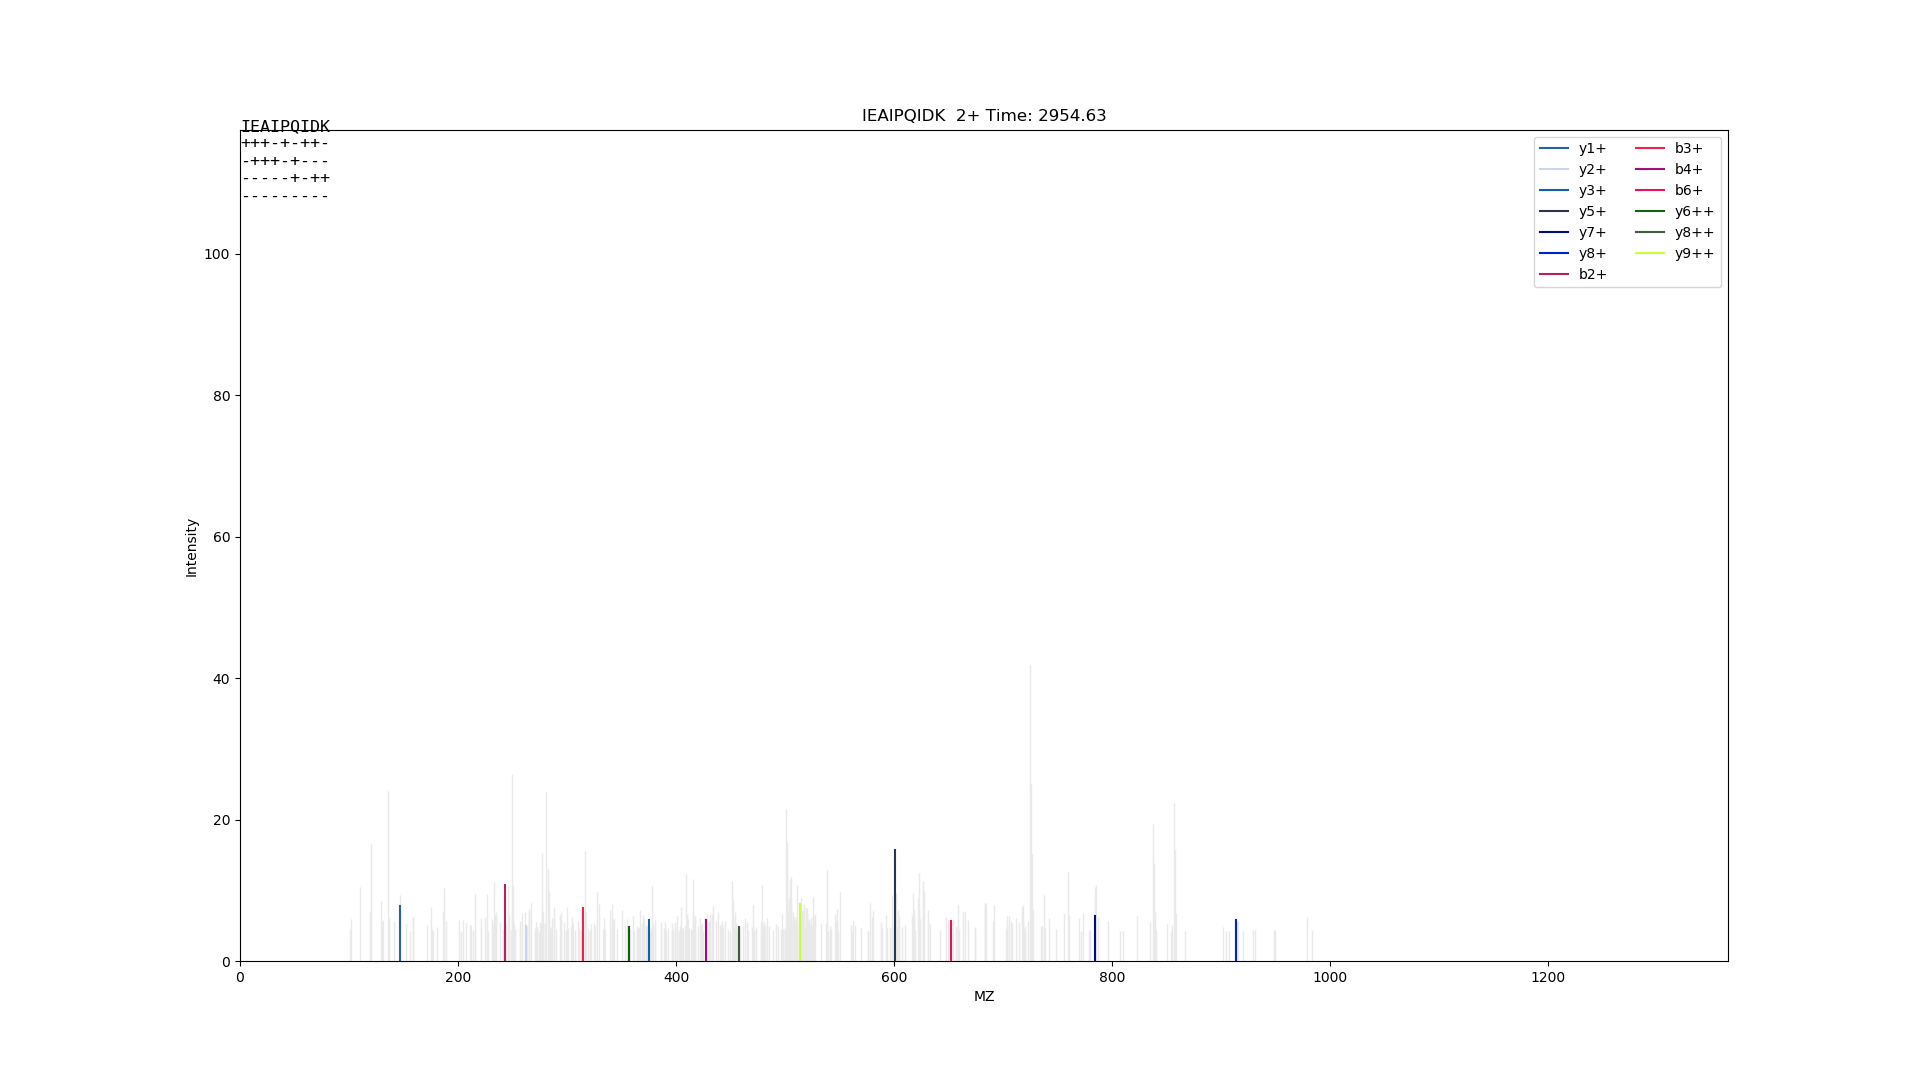 IEAIPQIDK 2+ Time: 2954.63
IEAIPQIDK
+++-+-++-
-+++-+---
-----+-++
---------
y1+
y2+
y3+
y5+
y7+
y8+
b2+
b3+
b4+
b6+
y6++
y8++
y9++
100
80
60
40
20
0
Intensity
0 200 400 600 800 1000 1200
MZ